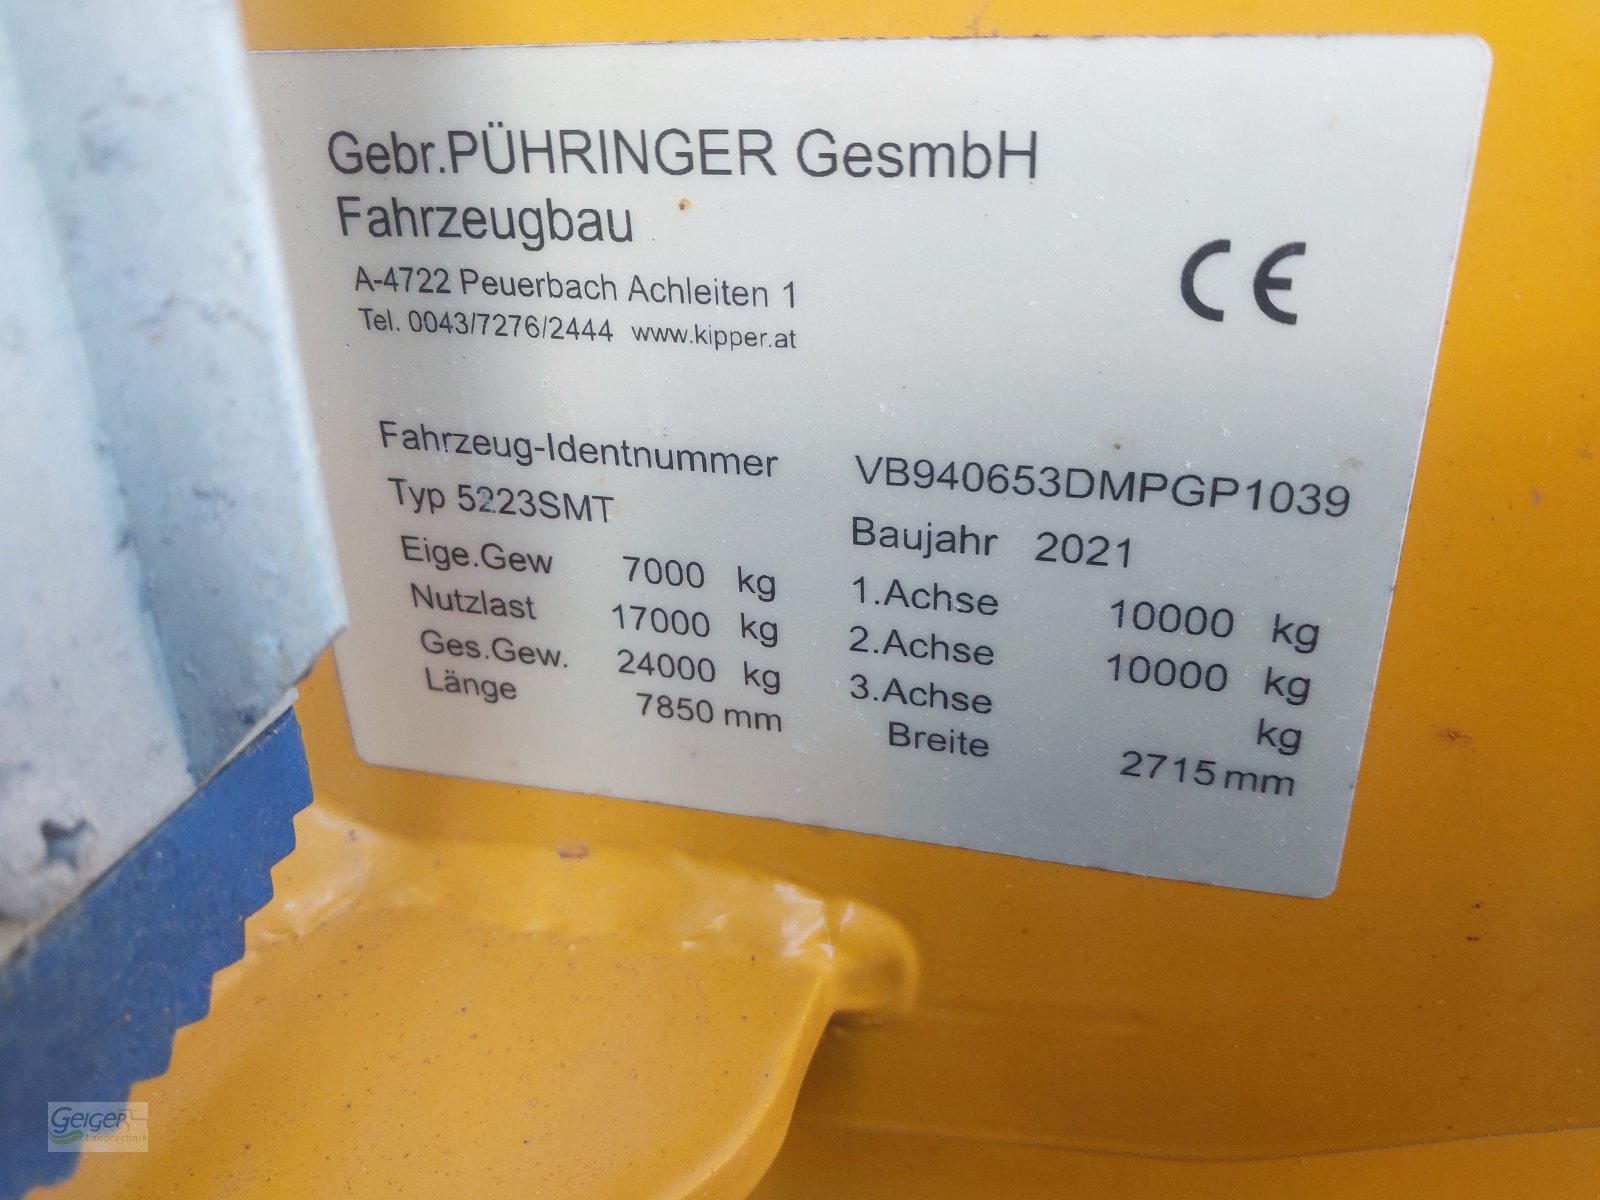 Gebr.PÜHRINGER GesmbH
Fahrzeugbau
A-4722 Peuerbach Achleiten 1
Tel. 0043/7276/2444 www.kipper.at
CE
Fahrzeug-Identnummer VB940653DMPGP1039
Typ 5223SMT Baujahr 2021
Eige.Gew 7000 kg 1.Achse 10000 kg
Nutzlast 17000 kg 2.Achse 10000 kg
Ges.Gew. 24000 kg 3.Achse kg
Länge 7850 mm Breite 2715 mm
Geiger
Landtechnik